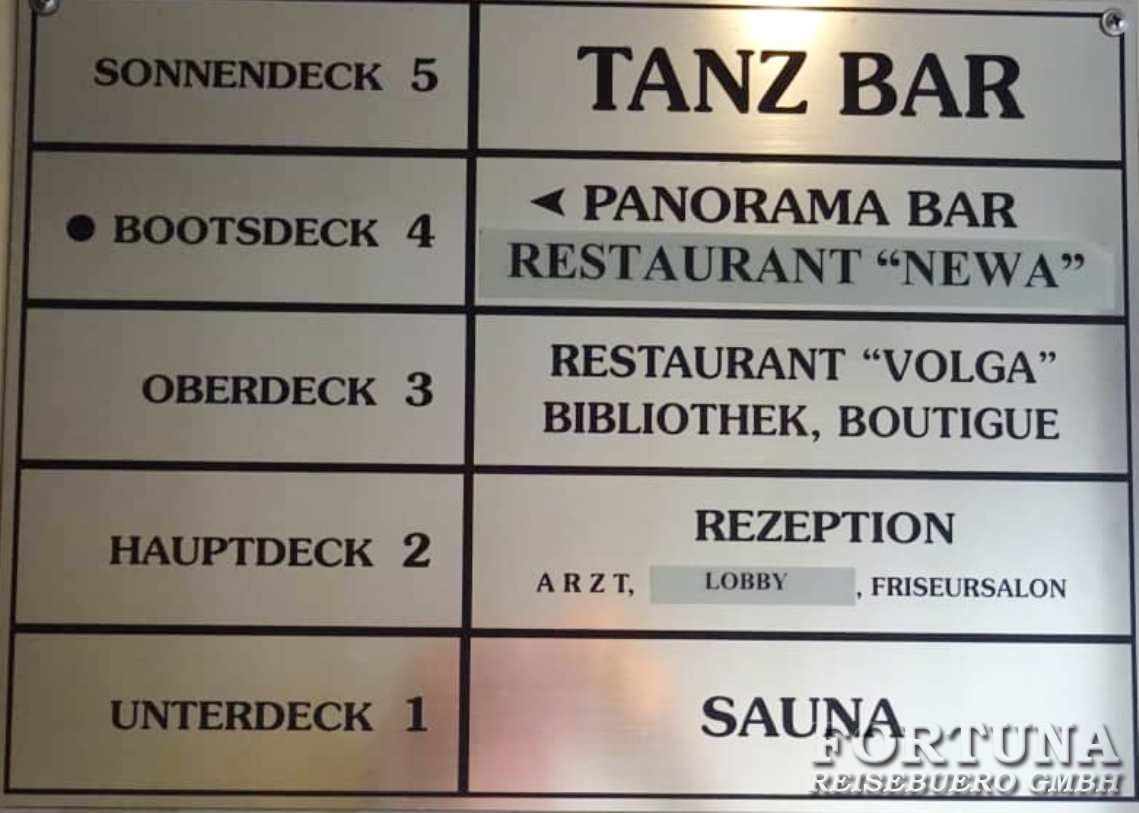 SONNENDECK 5
TANZ BAR
● BOOTSDECK 4
◄ PANORAMA BAR
RESTAURANT “NEWA”
OBERDECK 3
RESTAURANT “VOLGA”
BIBLIOTHEK, BOUTIGUE
HAUPTDECK 2
REZEPTION
ARZT, LOBBY, FRISEURSALON
UNTERDECK 1
SAUNA
FORTUNA
REISEBUERO GMBH